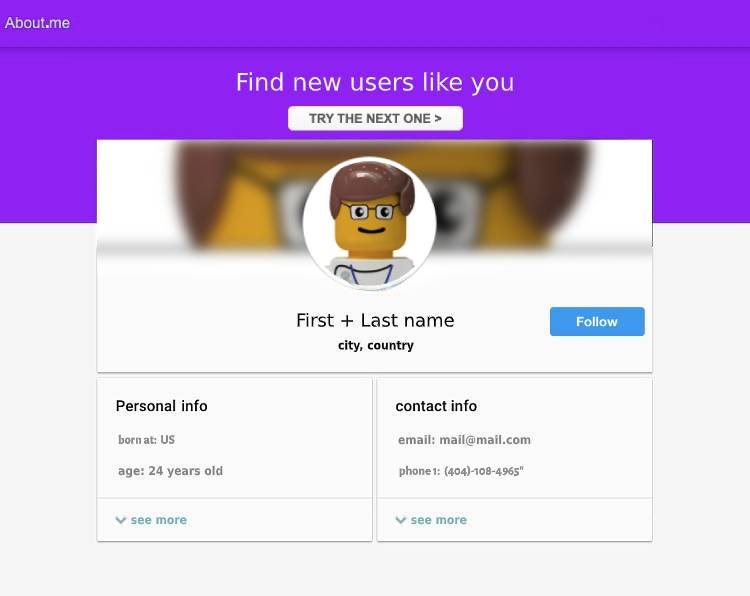 About.me
Find new users like you
TRY THE NEXT ONE >
First + Last name
Follow
city, country
Personal info
born at: US
age: 24 years old
see more
contact info
email: mail@mail.com
phone 1: (404)-108-4965"
see more